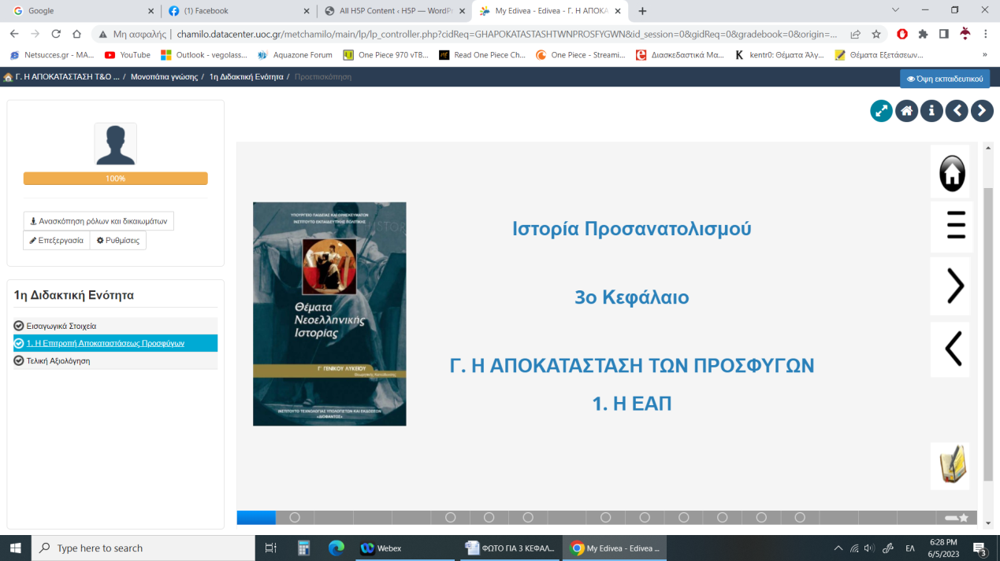 Google
(1) Facebook
All H5P Content ‹ H5P — WordPr
My Edivea - Edivea - Γ. Η ΑΠΟΚΑ
Μη ασφαλής | chamilo.datacenter.uoc.gr/metchamilo/main/lp/lp_controller.php?cidReq=GHAPOKATASTASHTWNPROSFYGWN&id_session=0&gidReq=0&gradebook=0&origin=...
Netsucces.gr - MA...
YouTube
Outlook - vegolass...
Aquazone Forum
One Piece 970 vTB...
Read One Piece Ch...
One Piece - Streami...
Διασκεδαστικά Μα...
kentr0: Θέματα Άλγ...
Θέματα Εξετάσεων...
»
Γ. Η ΑΠΟΚΑΤΑΣΤΑΣΗ Τ&Ο ... / Μονοπάτια γνώσης / 1η Διδακτική Ενότητα / Προεπισκόπηση
Όψη εκπαιδευτικού
100%
Ανασκόπηση ρόλων και δικαιωμάτων
Επεξεργασία
Ρυθμίσεις
1η Διδακτική Ενότητα
Εισαγωγικά Στοιχεία
1. Η Επιτροπή Αποκαταστάσεως Προσφύγων
Τελική Αξιολόγηση
ΥΠΟΥΡΓΕΙΟ ΠΑΙΔΕΙΑΣ ΚΑΙ ΘΡΗΣΚΕΥΜΑΤΩΝ
ΙΝΣΤΙΤΟΥΤΟ ΕΚΠΑΙΔΕΥΤΙΚΗΣ ΠΟΛΙΤΙΚΗΣ
Θέματα
Νεοελληνικής
Ιστορίας
Γ΄ ΓΕΝΙΚΟΥ ΛΥΚΕΙΟΥ
ΙΝΣΤΙΤΟΥΤΟ ΤΕΧΝΟΛΟΓΙΑΣ ΥΠΟΛΟΓΙΣΤΩΝ ΚΑΙ ΕΚΔΟΣΕΩΝ
«ΔΙΟΦΑΝΤΟΣ»
Ιστορία Προσανατολισμού
3ο Κεφάλαιο
Γ. Η ΑΠΟΚΑΤΑΣΤΑΣΗ ΤΩΝ ΠΡΟΣΦΥΓΩΝ
1. Η ΕΑΠ
Type here to search
Webex
ΦΩΤΟ ΓΙΑ 3 ΚΕΦΑΛ...
My Edivea - Edivea ...
ΕΛ
6:28 PM
6/5/2023
3